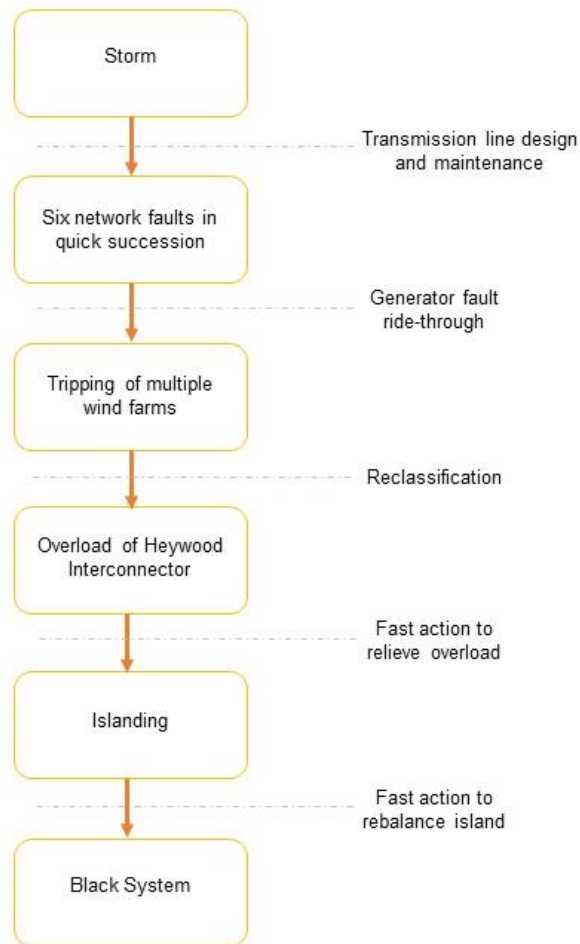 Storm
Transmission line design
and maintenance
Six network faults in
quick succession
Generator fault
ride-through
Tripping of multiple
wind farms
Reclassification
Overload of Heywood
Interconnector
Fast action to
relieve overload
Islanding
Fast action to
rebalance island
Black System